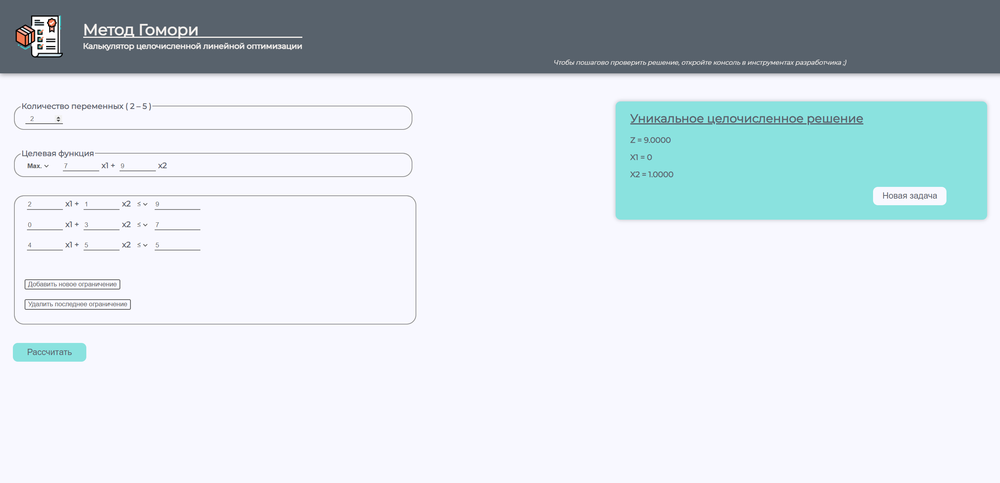 Метод Гомори
Калькулятор целочисленной линейной оптимизации
Чтобы пошагово проверить решение, откройте консоль в инструментах разработчика ;)
Количество переменных ( 2 – 5 )
2
Целевая функция
Max. 7 x1 + 9 x2
2 x1 + 1 x2 ≤ 9
0 x1 + 3 x2 ≤ 7
4 x1 + 5 x2 ≤ 5
Добавить новое ограничение
Удалить последнее ограничение
Рассчитать
Уникальное целочисленное решение
Z = 9.0000
X1 = 0
X2 = 1.0000
Новая задача